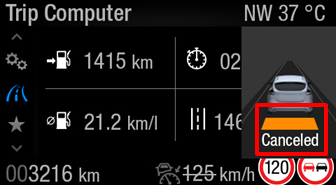 Trip Computer NW 37 °C
1415 km 02
ø 21.2 km/l 146
Canceled
003216 km 125 km/h 120